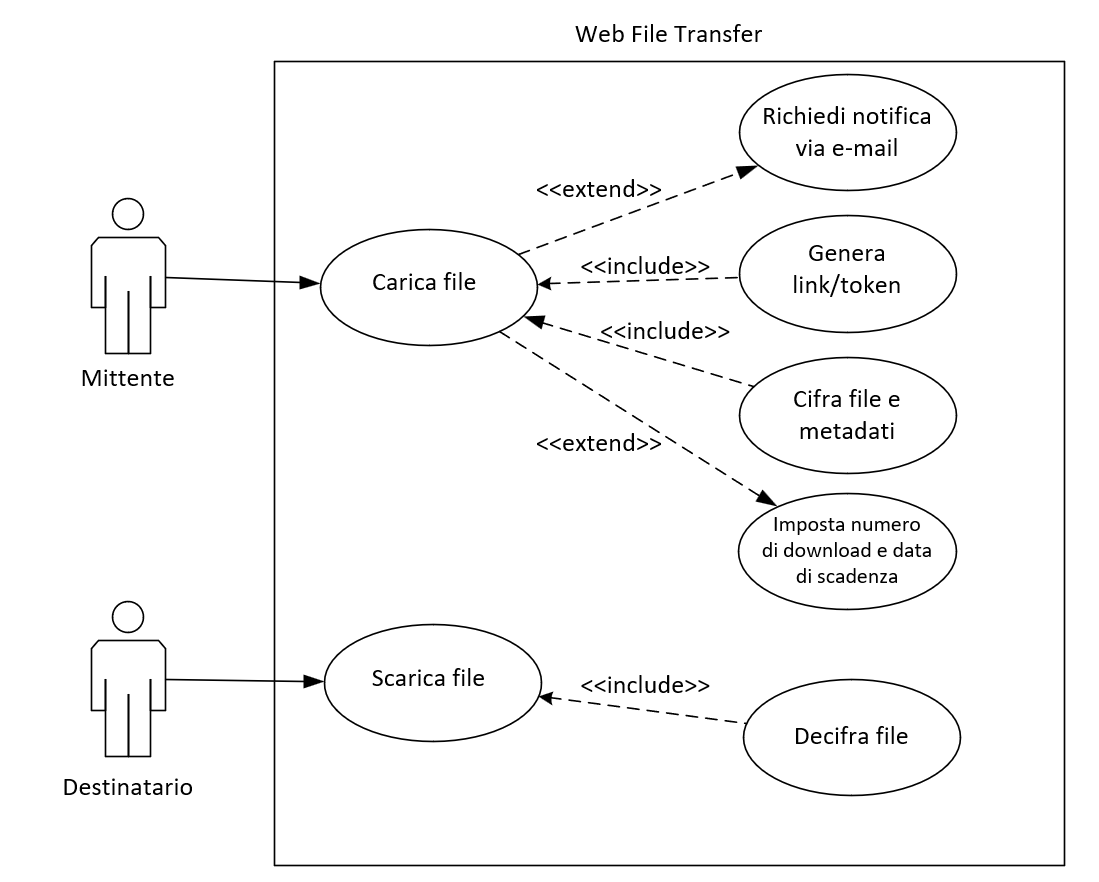 Web File Transfer
Richiedi notifica
via e-mail
<<extend>>
Genera
link/token
<<include>>
Carica file
<<include>>
Mittente
Cifra file e
metadati
<<extend>>
Imposta numero
di download e data
di scadenza
Scarica file
<<include>>
Decifra file
Destinatario